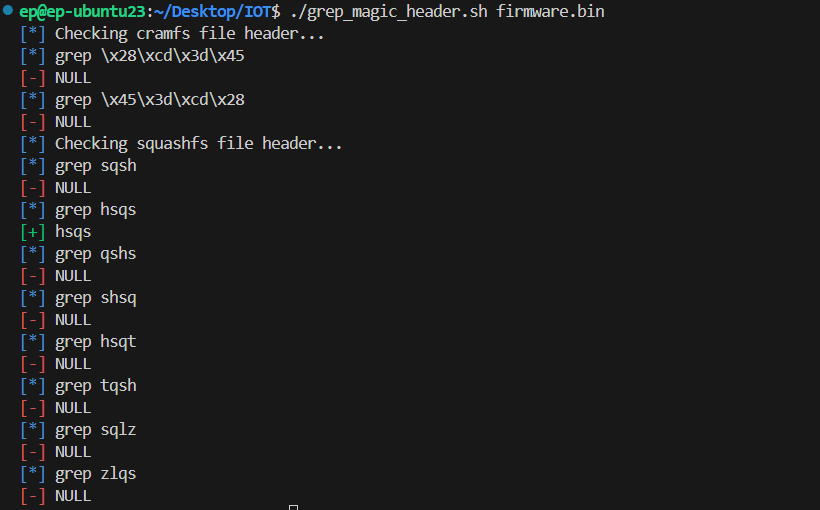 ep@ep-ubuntu23:~/Desktop/IOT$ ./grep_magic_header.sh firmware.bin
[*] Checking cramfs file header...
[*] grep \x28\xcd\x3d\x45
[-] NULL
[*] grep \x45\x3d\xcd\x28
[-] NULL
[*] Checking squashfs file header...
[*] grep sqsh
[-] NULL
[*] grep hsqs
[+] hsqs
[*] grep qshs
[-] NULL
[*] grep shsq
[-] NULL
[*] grep hsqt
[-] NULL
[*] grep tqsh
[-] NULL
[*] grep sqlz
[-] NULL
[*] grep zlqs
[-] NULL